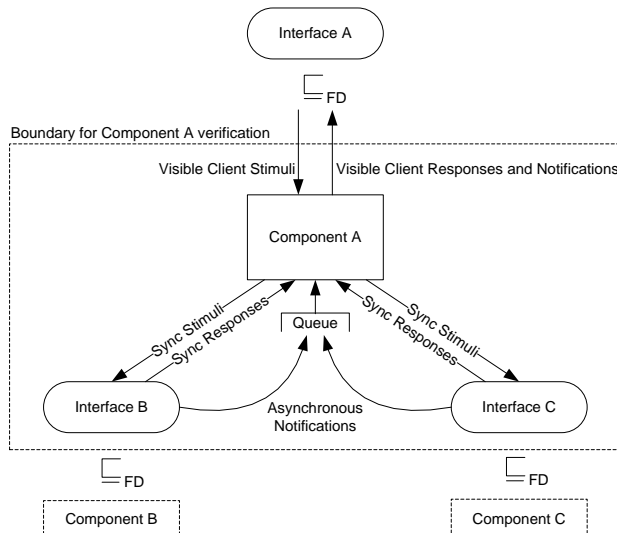 Interface A
⊑FD
Boundary for Component A verification
Visible Client Stimuli
Visible Client Responses and Notifications
Component A
Sync Stimuli
Sync Responses
Queue
Sync Responses
Sync Stimuli
Interface B
Asynchronous
Notifications
Interface C
⊑FD
⊑FD
Component B
Component C